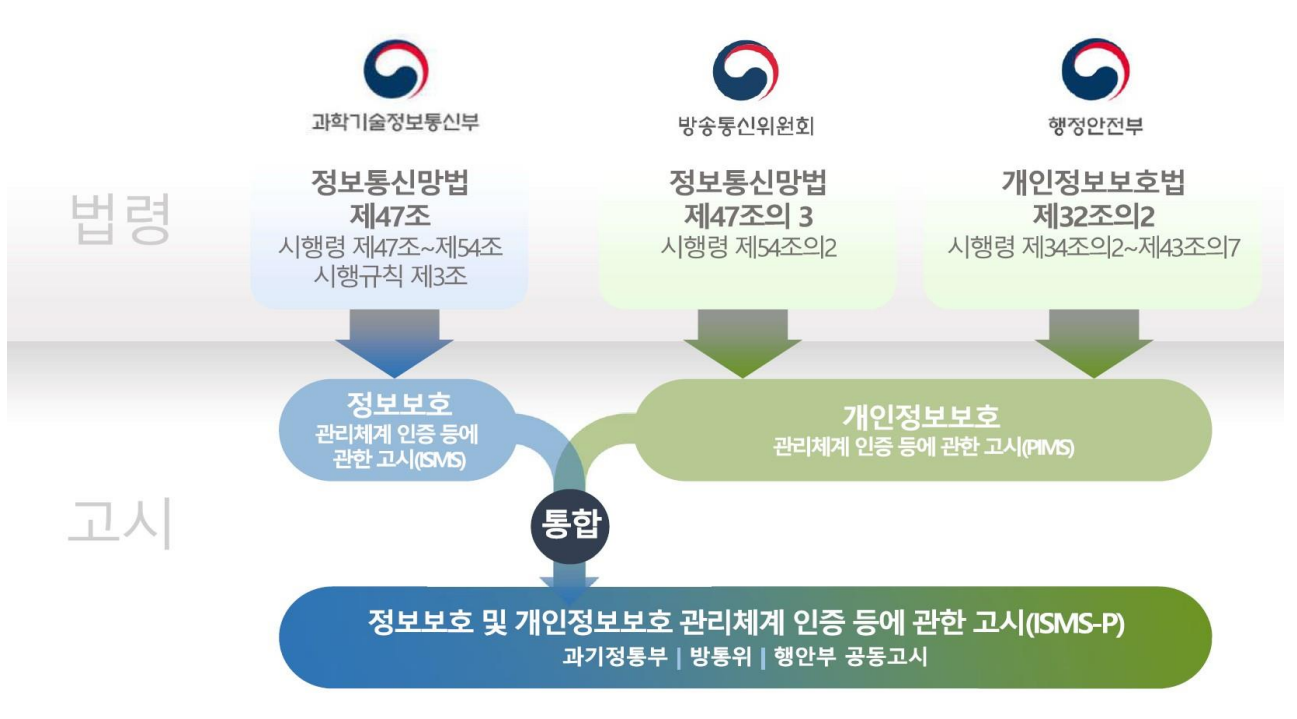 과학기술정보통신부
방송통신위원회
행정안전부
법령
정보통신망법
제47조
시행령 제47조~제54조
시행규칙 제3조
정보통신망법
제47조의 3
시행령 제54조의2
개인정보보호법
제32조의2
시행령 제34조의2~제43조의7
고시
정보보호
관리체계 인증 등에
관한 고시(ISMS)
개인정보보호
관리체계 인증 등에 관한 고시(PIMS)
통합
정보보호 및 개인정보보호 관리체계 인증 등에 관한 고시(ISMS-P)
과기정통부 | 방통위 | 행안부 공동고시